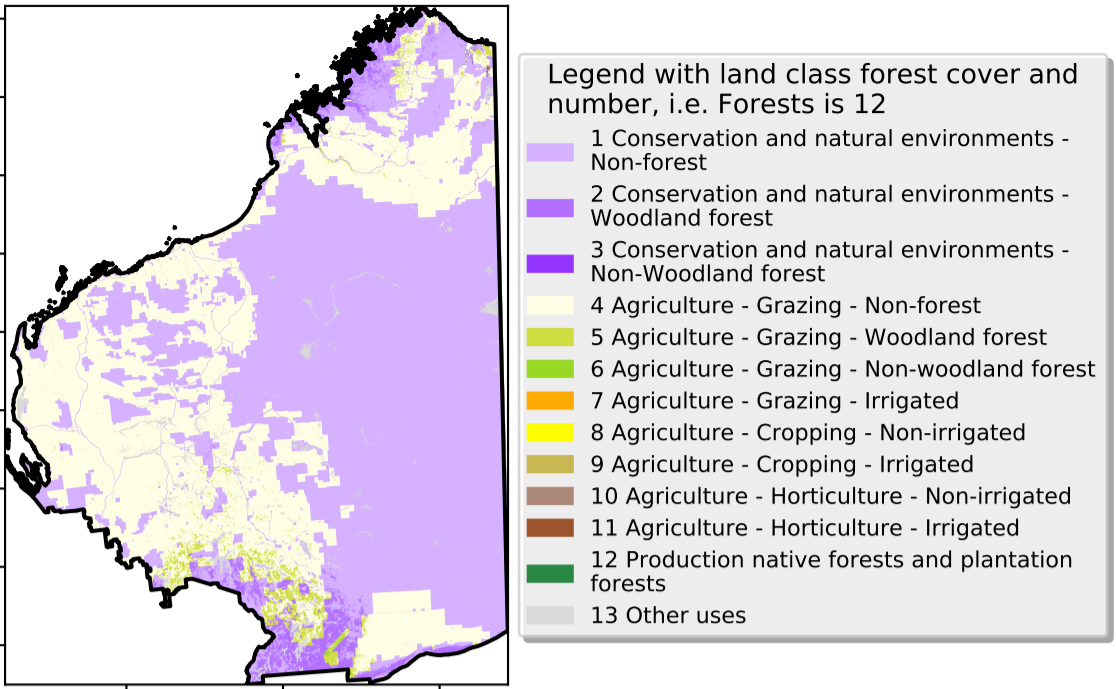 Legend with land class forest cover and
number, i.e. Forests is 12
1 Conservation and natural environments -
Non-forest
2 Conservation and natural environments -
Woodland forest
3 Conservation and natural environments -
Non-Woodland forest
4 Agriculture - Grazing - Non-forest
5 Agriculture - Grazing - Woodland forest
6 Agriculture - Grazing - Non-woodland forest
7 Agriculture - Grazing - Irrigated
8 Agriculture - Cropping - Non-irrigated
9 Agriculture - Cropping - Irrigated
10 Agriculture - Horticulture - Non-irrigated
11 Agriculture - Horticulture - Irrigated
12 Production native forests and plantation
forests
13 Other uses